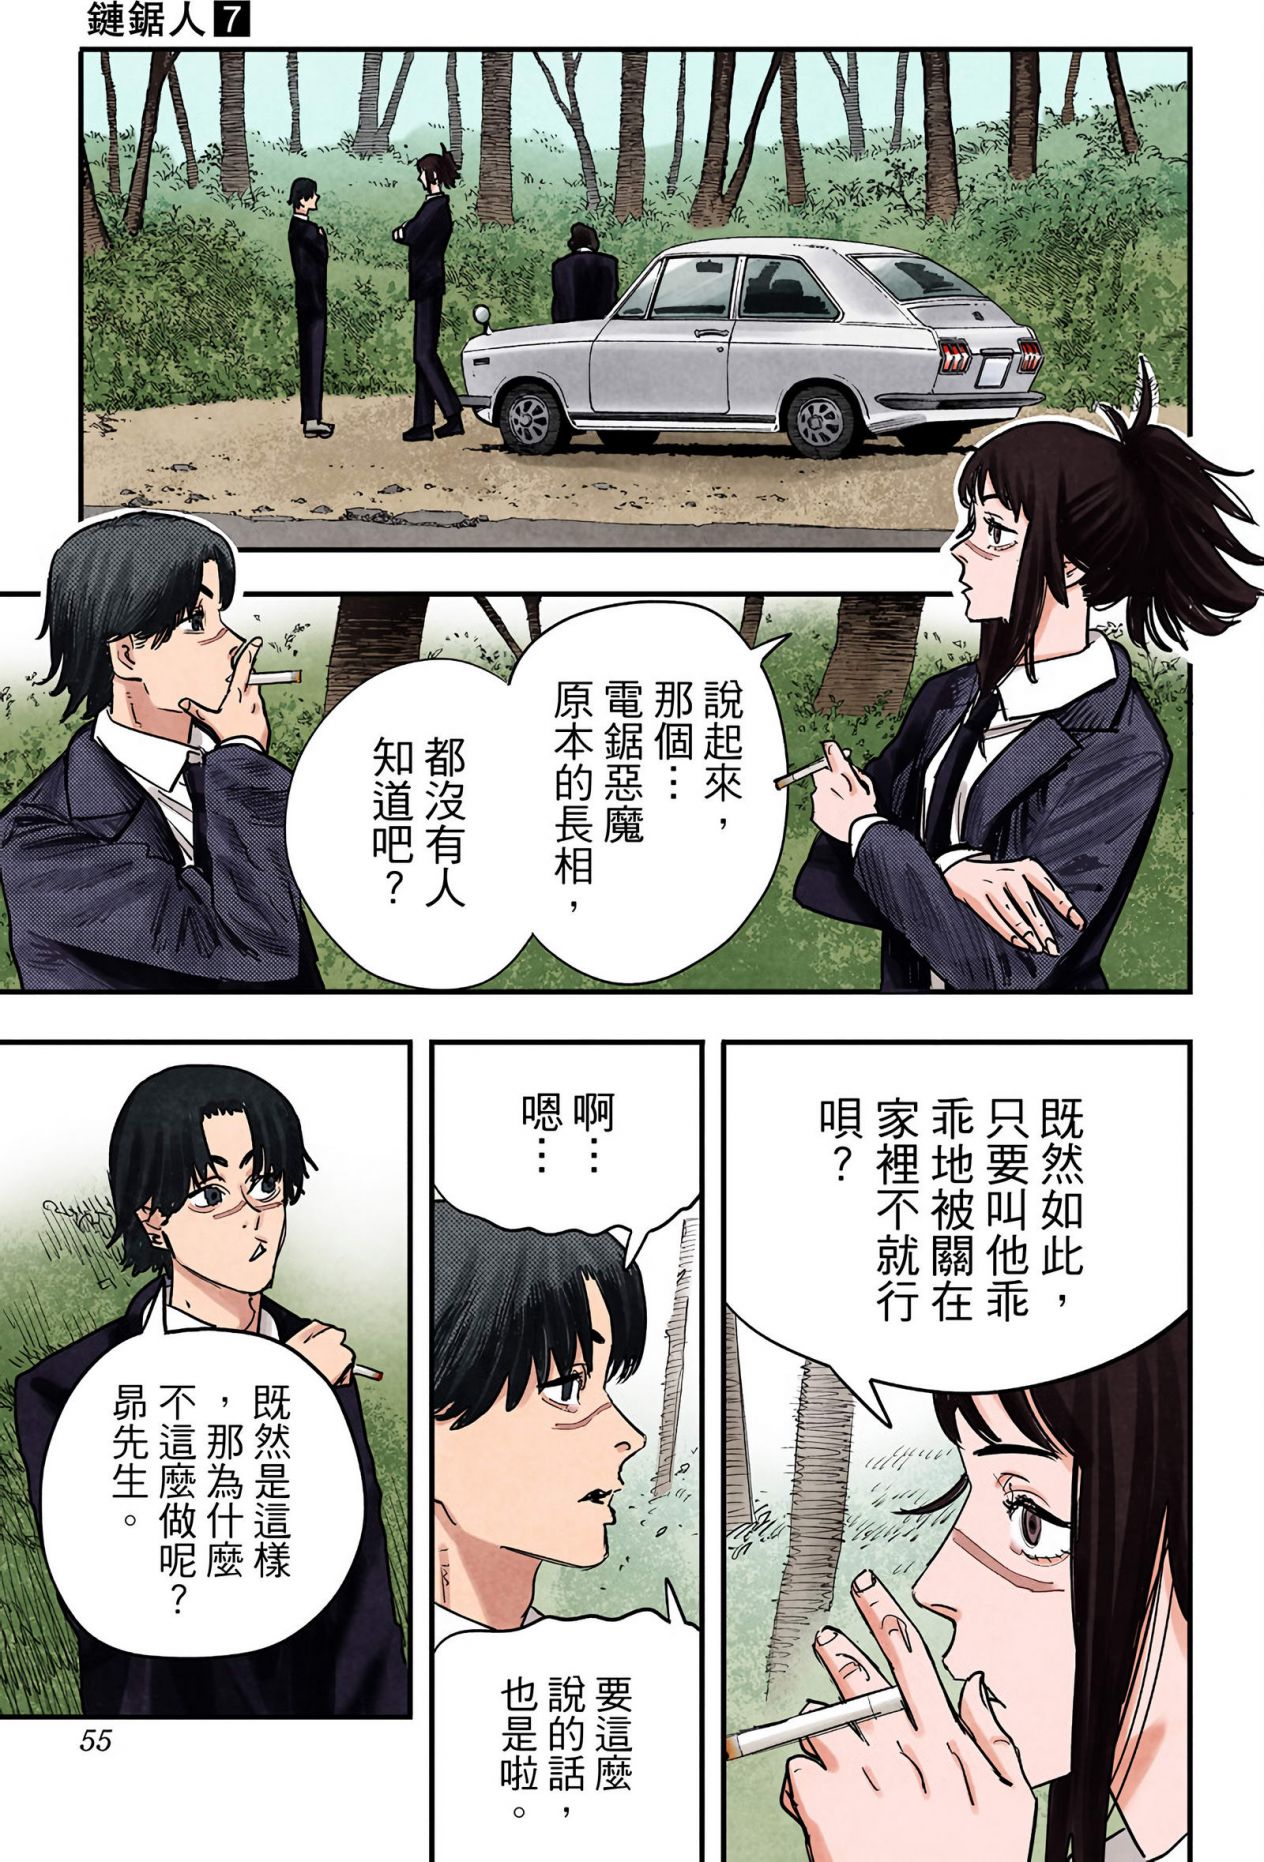 鏈鋸人7
說起來，
那個…
電鋸惡魔
原本的長相，
都沒有人
知道吧？
既然如此，
只要叫他乖
乖地被關在
家裡不就行
唄？
啊…
嗯…
要這麼
說的話，
也是啦。
既然是這樣
，那為什麼
不這麼做呢？
昴先生。
55